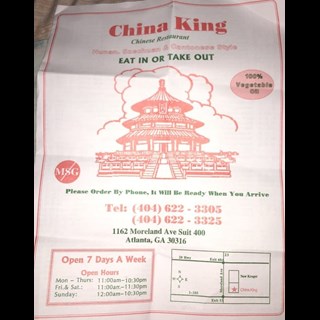 China King
Chinese Restaurant
Hunan, Szechuan & Cantonese Style
EAT IN OR TAKE OUT
100%
Vegetable
Oil
MSG
Please Order By Phone, It Will Be Ready When You Arrive
Tel: (404) 622 - 3305
(404) 622 - 3325
1162 Moreland Ave Suit 400
Atlanta, GA 30316
Open 7 Days A Week
Open Hours
Mon - Thurs: 11:00am-10:30pm
Fri.& Sat.: 11:00am-11:30pm
Sunday: 12:00am-10:30pm
China King